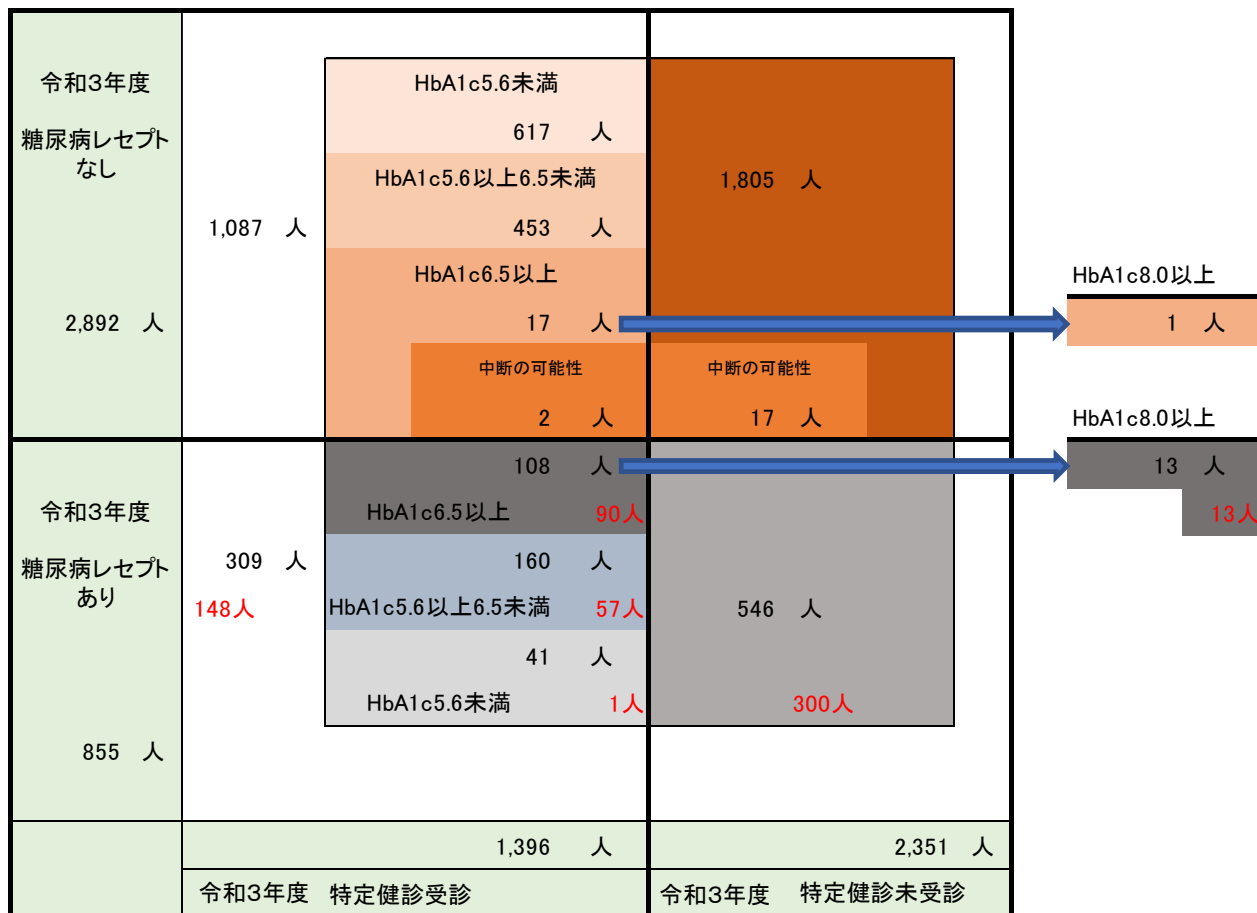 令和3年度
糖尿病レセプト
なし
2,892 人
1,087 人
HbA1c5.6未満
617 人
HbA1c5.6以上6.5未満
453 人
HbA1c6.5以上
17 人
中断の可能性
2 人
1,805 人
中断の可能性
17 人
HbA1c8.0以上
1 人
令和3年度
糖尿病レセプト
あり
855 人
309 人
148人
108 人
HbA1c6.5以上 90人
160 人
HbA1c5.6以上6.5未満 57人
41 人
HbA1c5.6未満 1人
546 人
300人
HbA1c8.0以上
13 人
13人
1,396 人
2,351 人
令和3年度 特定健診受診
令和3年度 特定健診未受診